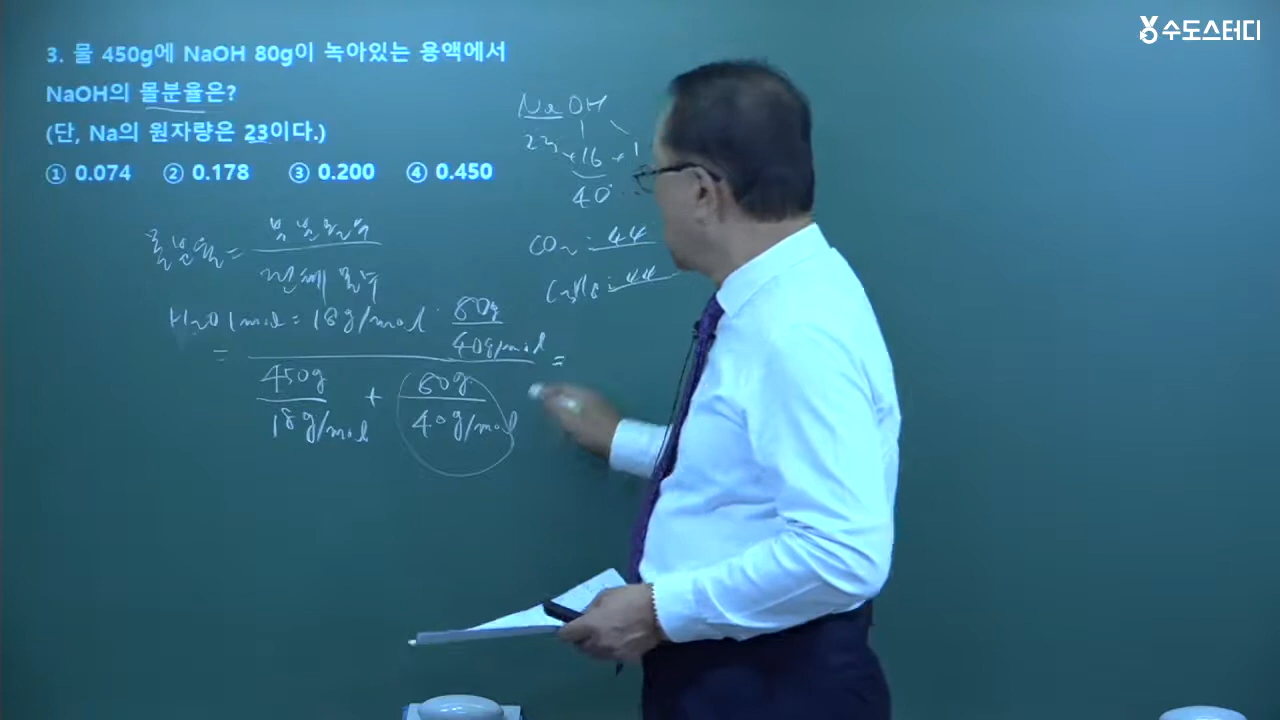 수도스터디
3. 물 450g에 NaOH 80g이 녹아있는 용액에서
NaOH의 몰분율은?
(단, Na의 원자량은 23이다.)
① 0.074 ② 0.178 ③ 0.200 ④ 0.450
NaOH
23 + 16 + 1
40
CO₂ : 44
C₃H₈ : 44
몰분율 =
전체 몰수
H₂O 1mol = 18g/mol
80g
40g/mol
= =
450g + 80g
18g/mol 40g/mol